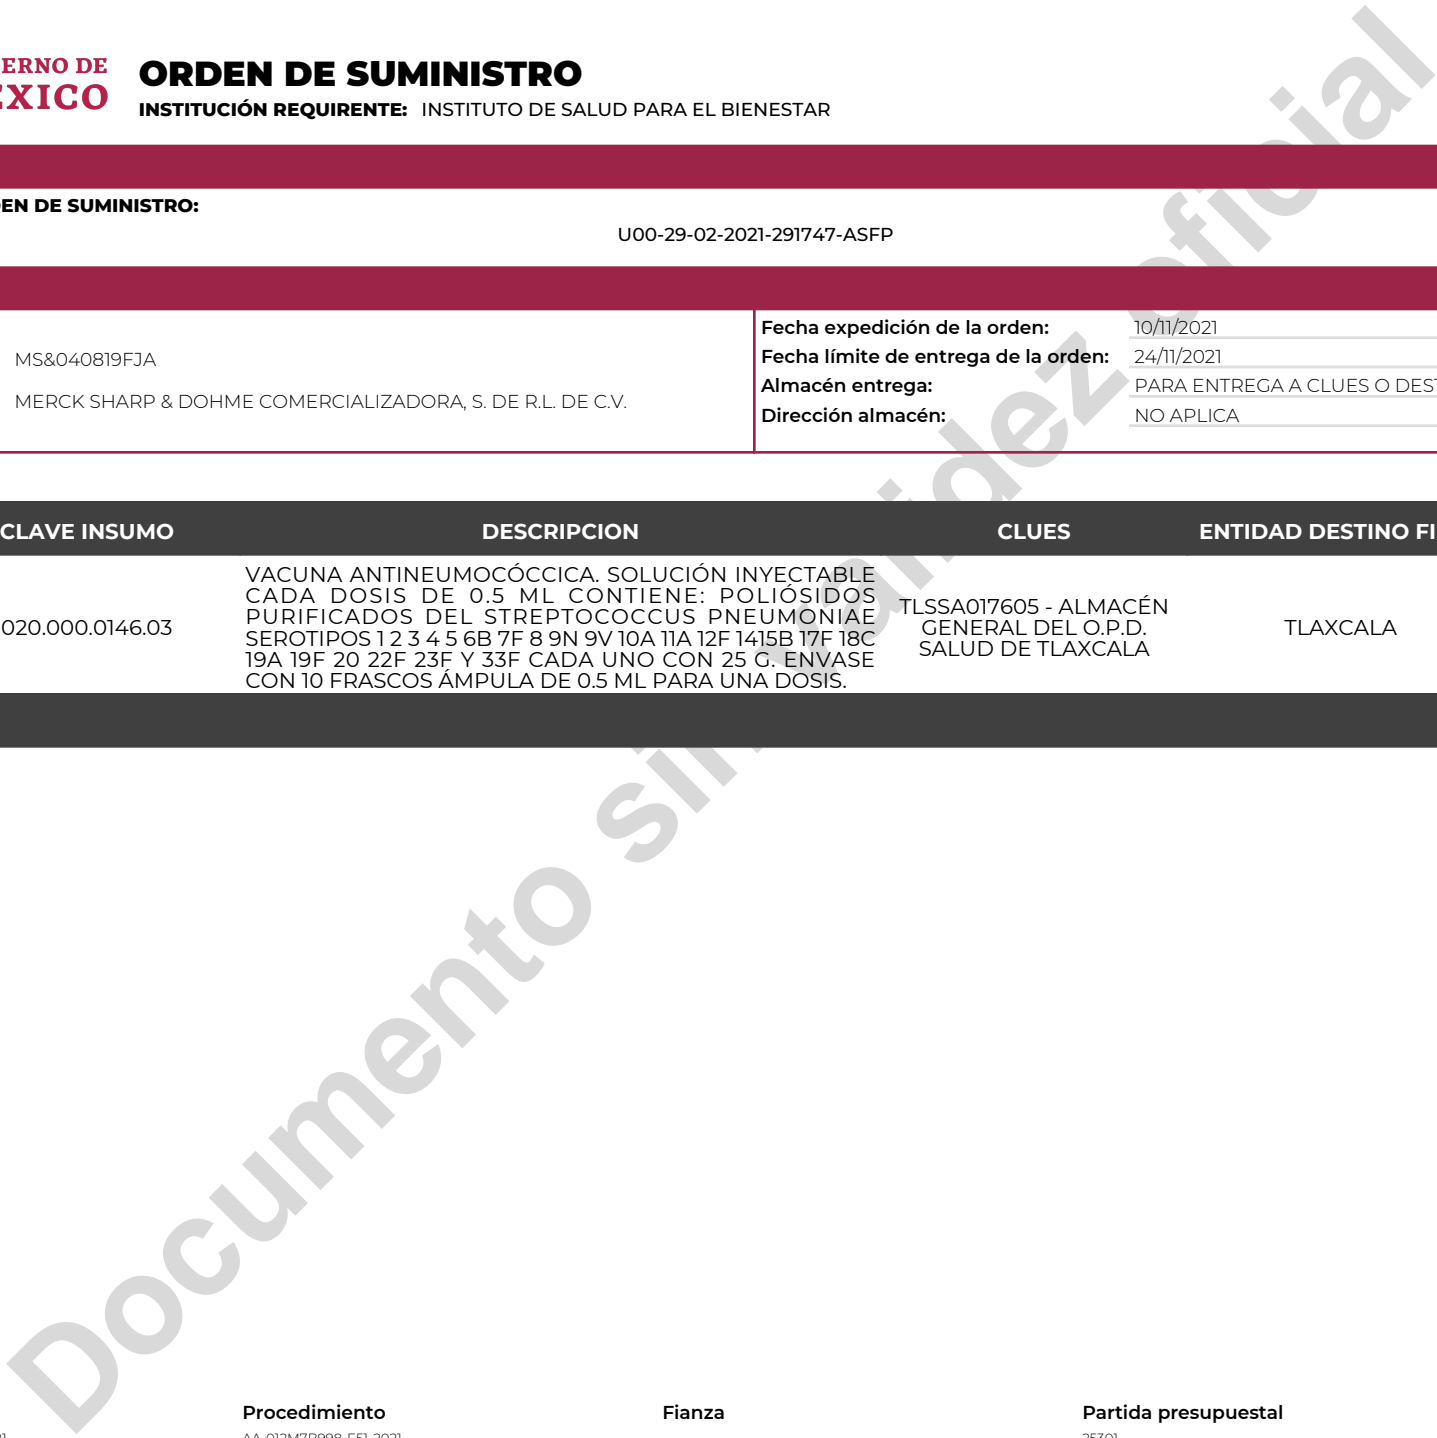 ERNO DE
ORDEN DE SUMINISTRO
INSTITUCIÓN REQUIRENTE: INSTITUTO DE SALUD PARA EL BIENESTAR
EN DE SUMINISTRO:
U00-29-02-2021-291747-ASFP
MS&040819FJA
MERCK SHARP & DOHME COMERCIALIZADORA, S. DE R.L. DE C.V.
Fecha expedición de la orden: 10/11/2021
Fecha límite de entrega de la orden: 24/11/2021
Almacén entrega: PARA ENTREGA A CLUES O DEST
Dirección almacén: NO APLICA
CLAVE INSUMO DESCRIPCION CLUES ENTIDAD DESTINO FI
020.000.0146.03
VACUNA ANTINEUMOCÓCCICA. SOLUCIÓN INYECTABLE
CADA DOSIS DE 0.5 ML CONTIENE: POLIÓSIDOS
PURIFICADOS DEL STREPTOCOCCUS PNEUMONIAE
SEROTIPOS 1 2 3 4 5 6B 7F 8 9N 9V 10A 11A 12F 1415B 17F 18C
19A 19F 20 22F 23F Y 33F CADA UNO CON 25 G. ENVASE
CON 10 FRASCOS ÁMPULA DE 0.5 ML PARA UNA DOSIS.
TLSSA017605 - ALMACÉN
GENERAL DEL O.P.D.
SALUD DE TLAXCALA
TLAXCALA
Documento sin validez oficial
Procedimiento Fianza Partida presupuestal